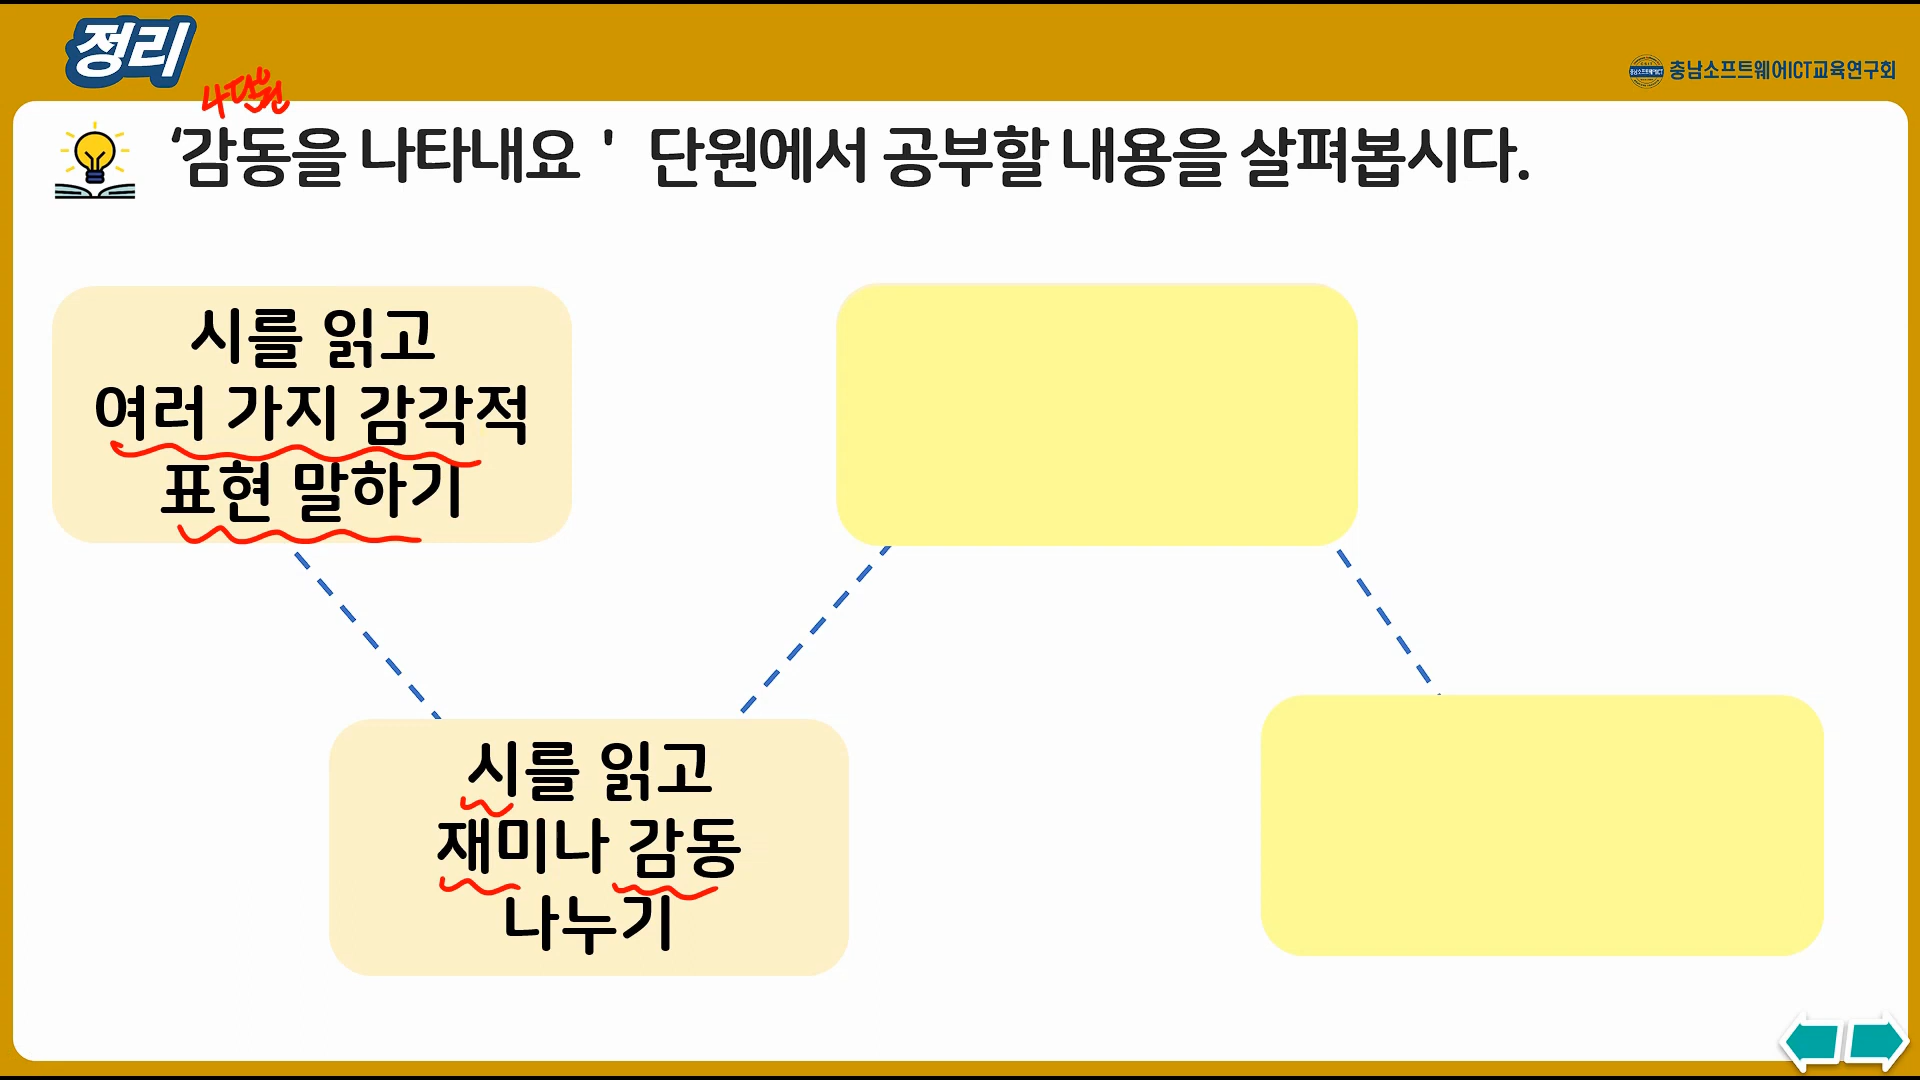 정리
충남소프트웨어ICT교육연구회
나단원
‘감동을 나타내요 ' 단원에서 공부할 내용을 살펴봅시다.
시를 읽고
여러 가지 감각적
표현 말하기
시를 읽고
재미나 감동
나누기